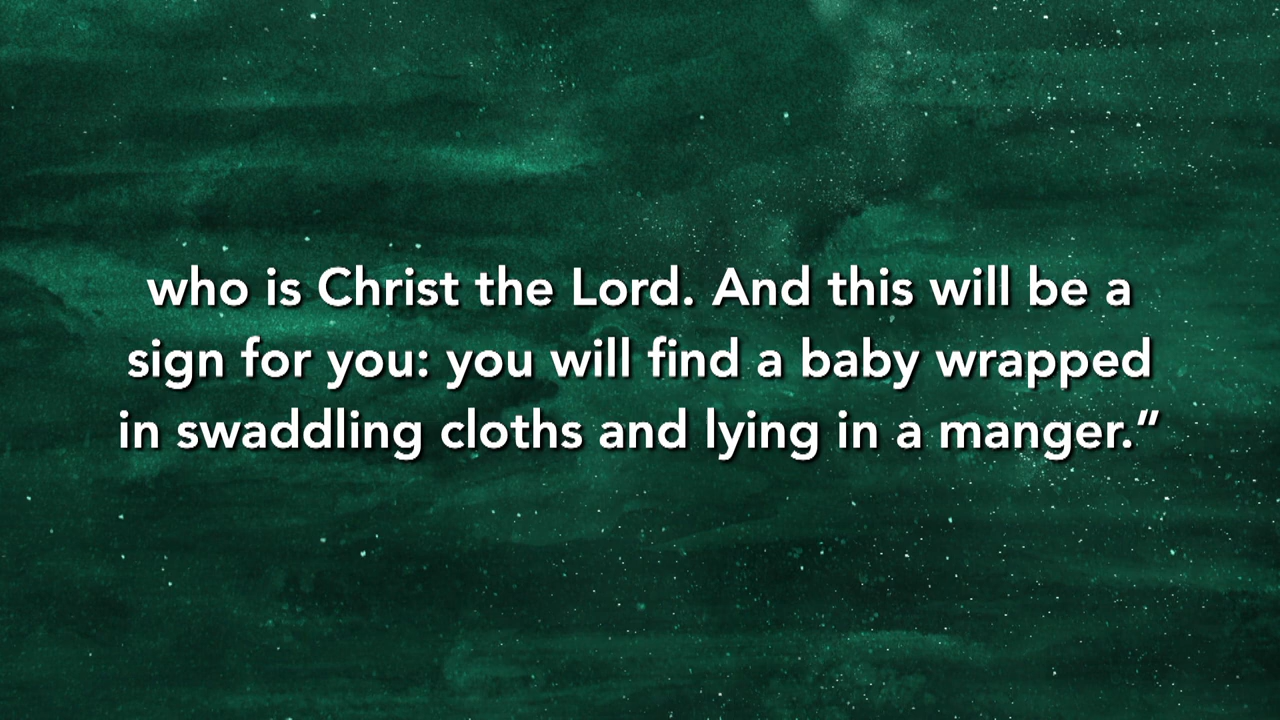 who is Christ the Lord. And this will be a
sign for you: you will find a baby wrapped
in swaddling cloths and lying in a manger.”